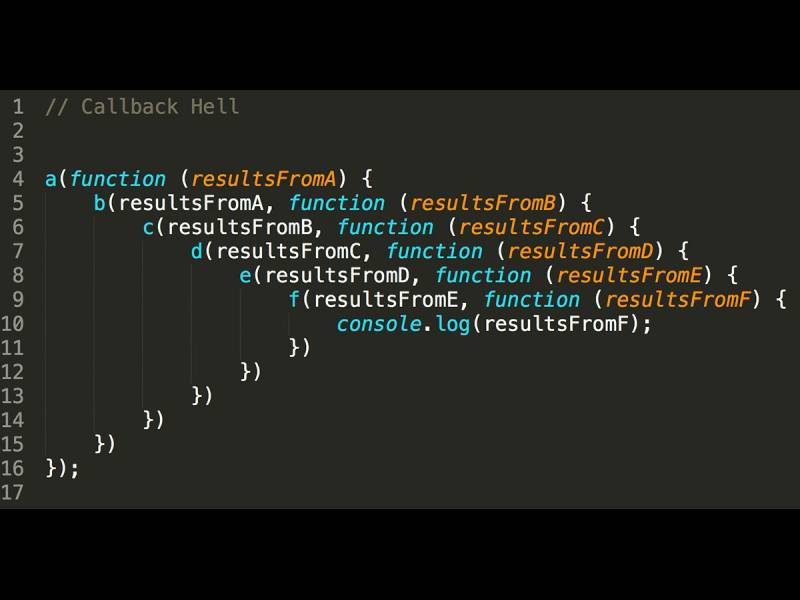 1 // Callback Hell
2
3
4 a(function (resultsFromA) {
5 b(resultsFromA, function (resultsFromB) {
6 c(resultsFromB, function (resultsFromC) {
7 d(resultsFromC, function (resultsFromD) {
8 e(resultsFromD, function (resultsFromE) {
9 f(resultsFromE, function (resultsFromF) {
10 console.log(resultsFromF);
11 })
12 })
13 })
14 })
15 })
16 });
17